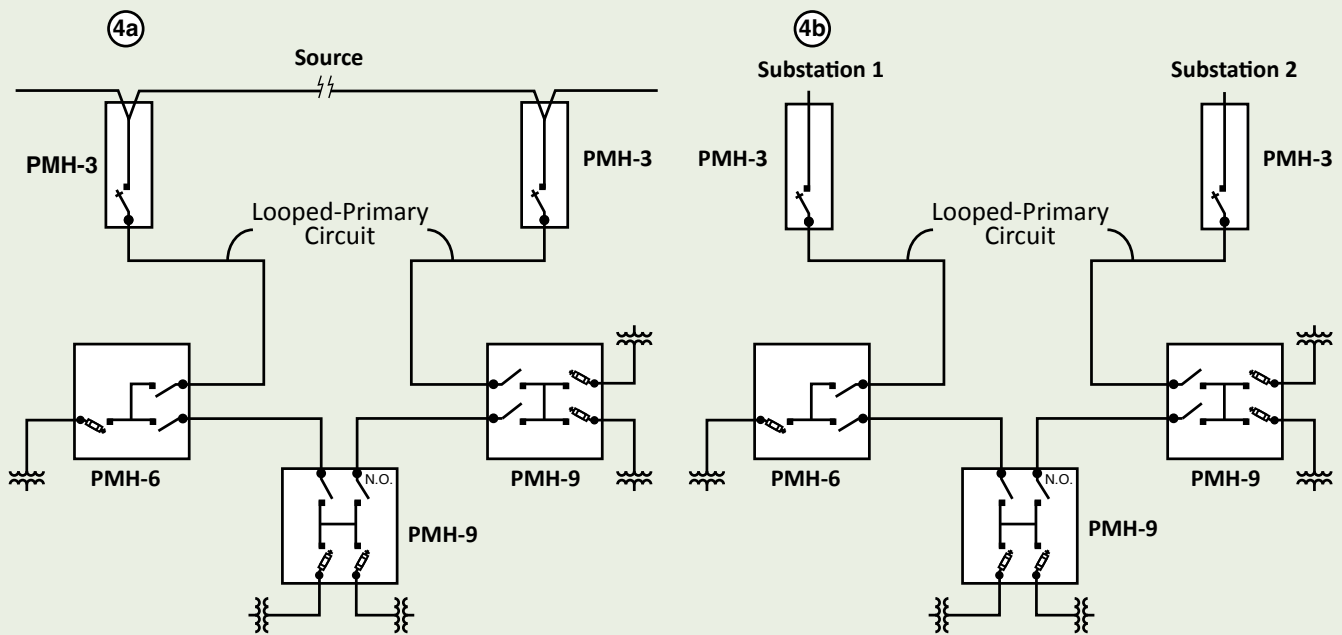 4a
Source
PMH-3
PMH-3
Looped-Primary
Circuit
PMH-6
N.O.
PMH-9
PMH-9
4b
Substation 1
Substation 2
PMH-3
PMH-3
Looped-Primary
Circuit
PMH-6
N.O.
PMH-9
PMH-9